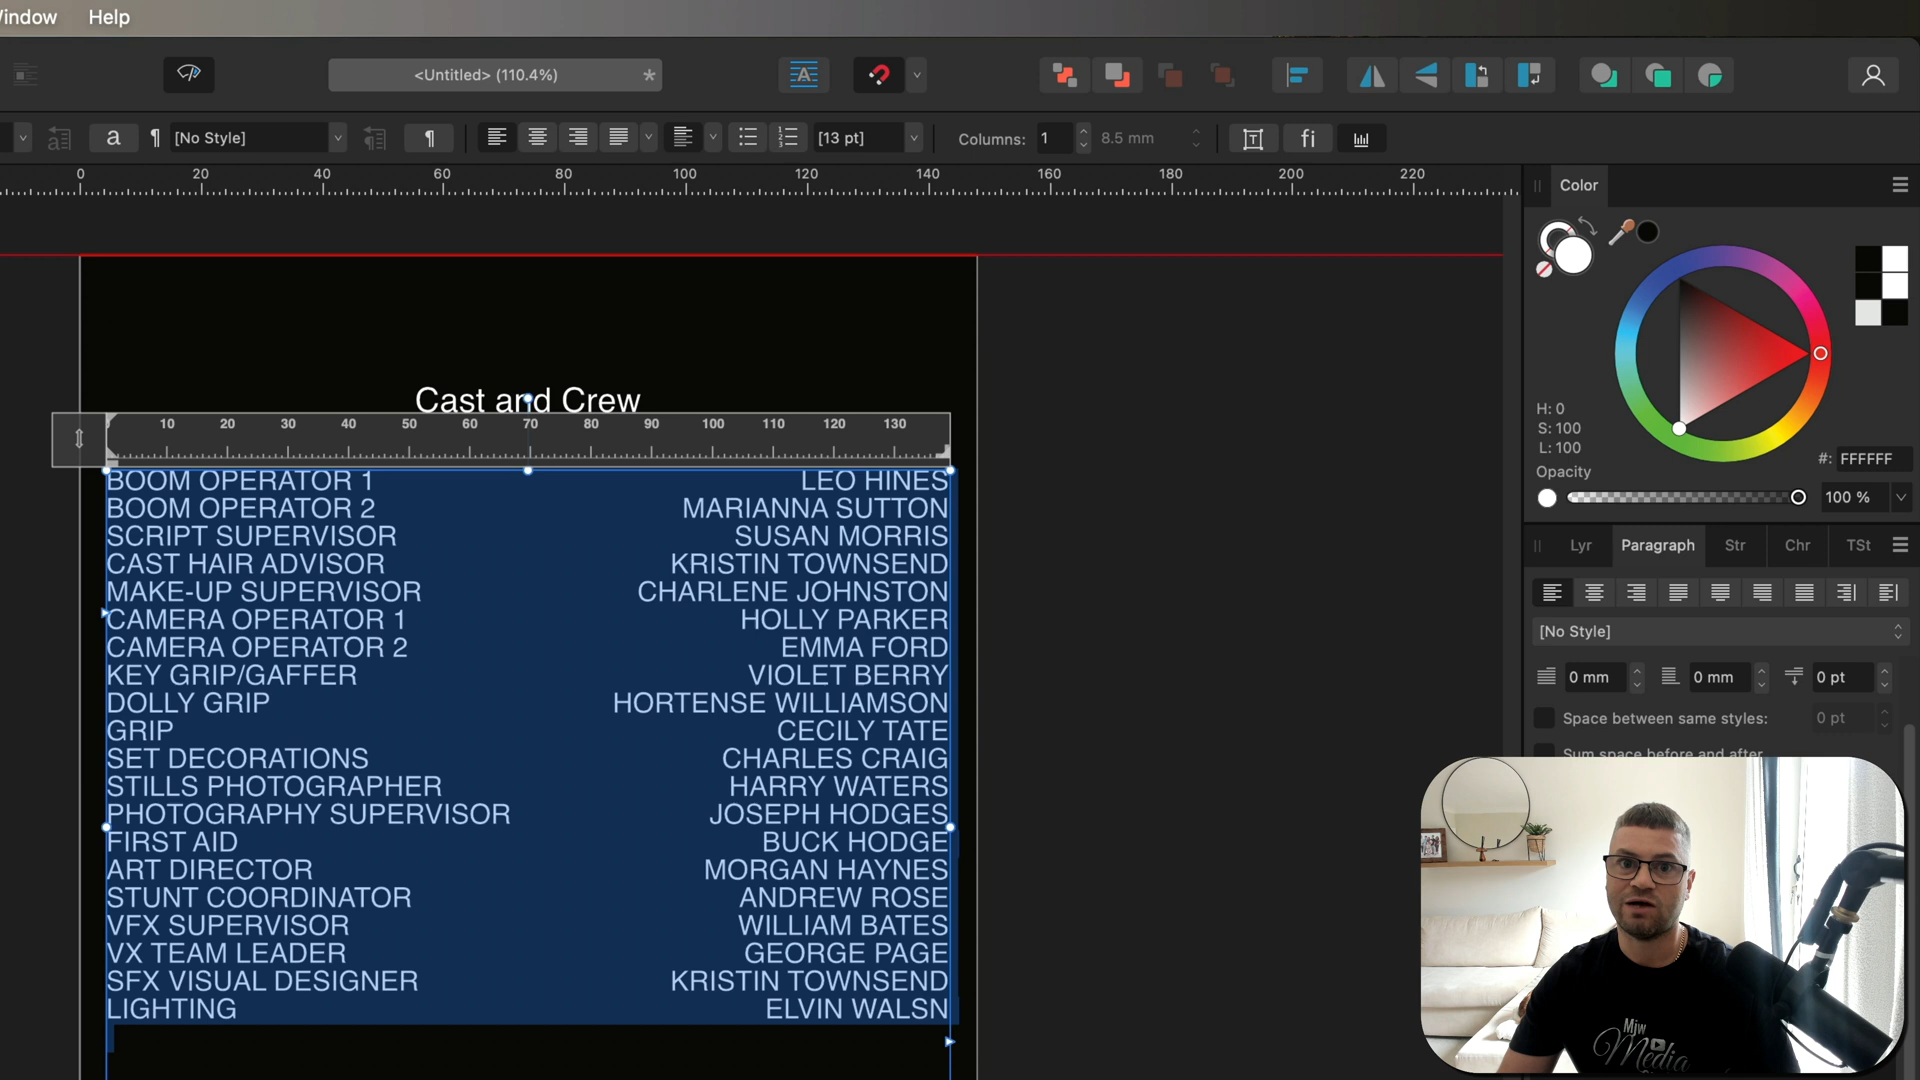 Window Help
<Untitled> (110.4%) *
a ¶ [No Style] ¶ [13 pt] Columns: 1 8.5 mm fi
0 20 40 60 80 100 120 140 160 180 200 220
Color
H: 0
S: 100
L: 100
#: FFFFFF
Opacity
100 %
Lyr Paragraph Str Chr TSt
[No Style]
0 mm 0 mm 0 pt
Space between same styles: 0 pt
Sum space before and after
Cast and Crew
10 20 30 40 50 60 70 80 90 100 110 120 130
BOOM OPERATOR 1 LEO HINES
BOOM OPERATOR 2 MARIANNA SUTTON
SCRIPT SUPERVISOR SUSAN MORRIS
CAST HAIR ADVISOR KRISTIN TOWNSEND
MAKE-UP SUPERVISOR CHARLENE JOHNSTON
CAMERA OPERATOR 1 HOLLY PARKER
CAMERA OPERATOR 2 EMMA FORD
KEY GRIP/GAFFER VIOLET BERRY
DOLLY GRIP HORTENSE WILLIAMSON
GRIP CECILY TATE
SET DECORATIONS CHARLES CRAIG
STILLS PHOTOGRAPHER HARRY WATERS
PHOTOGRAPHY SUPERVISOR JOSEPH HODGES
FIRST AID BUCK HODGE
ART DIRECTOR MORGAN HAYNES
STUNT COORDINATOR ANDREW ROSE
VFX SUPERVISOR WILLIAM BATES
VX TEAM LEADER GEORGE PAGE
SFX VISUAL DESIGNER KRISTIN TOWNSEND
LIGHTING ELVIN WALSN
Mjw
Media